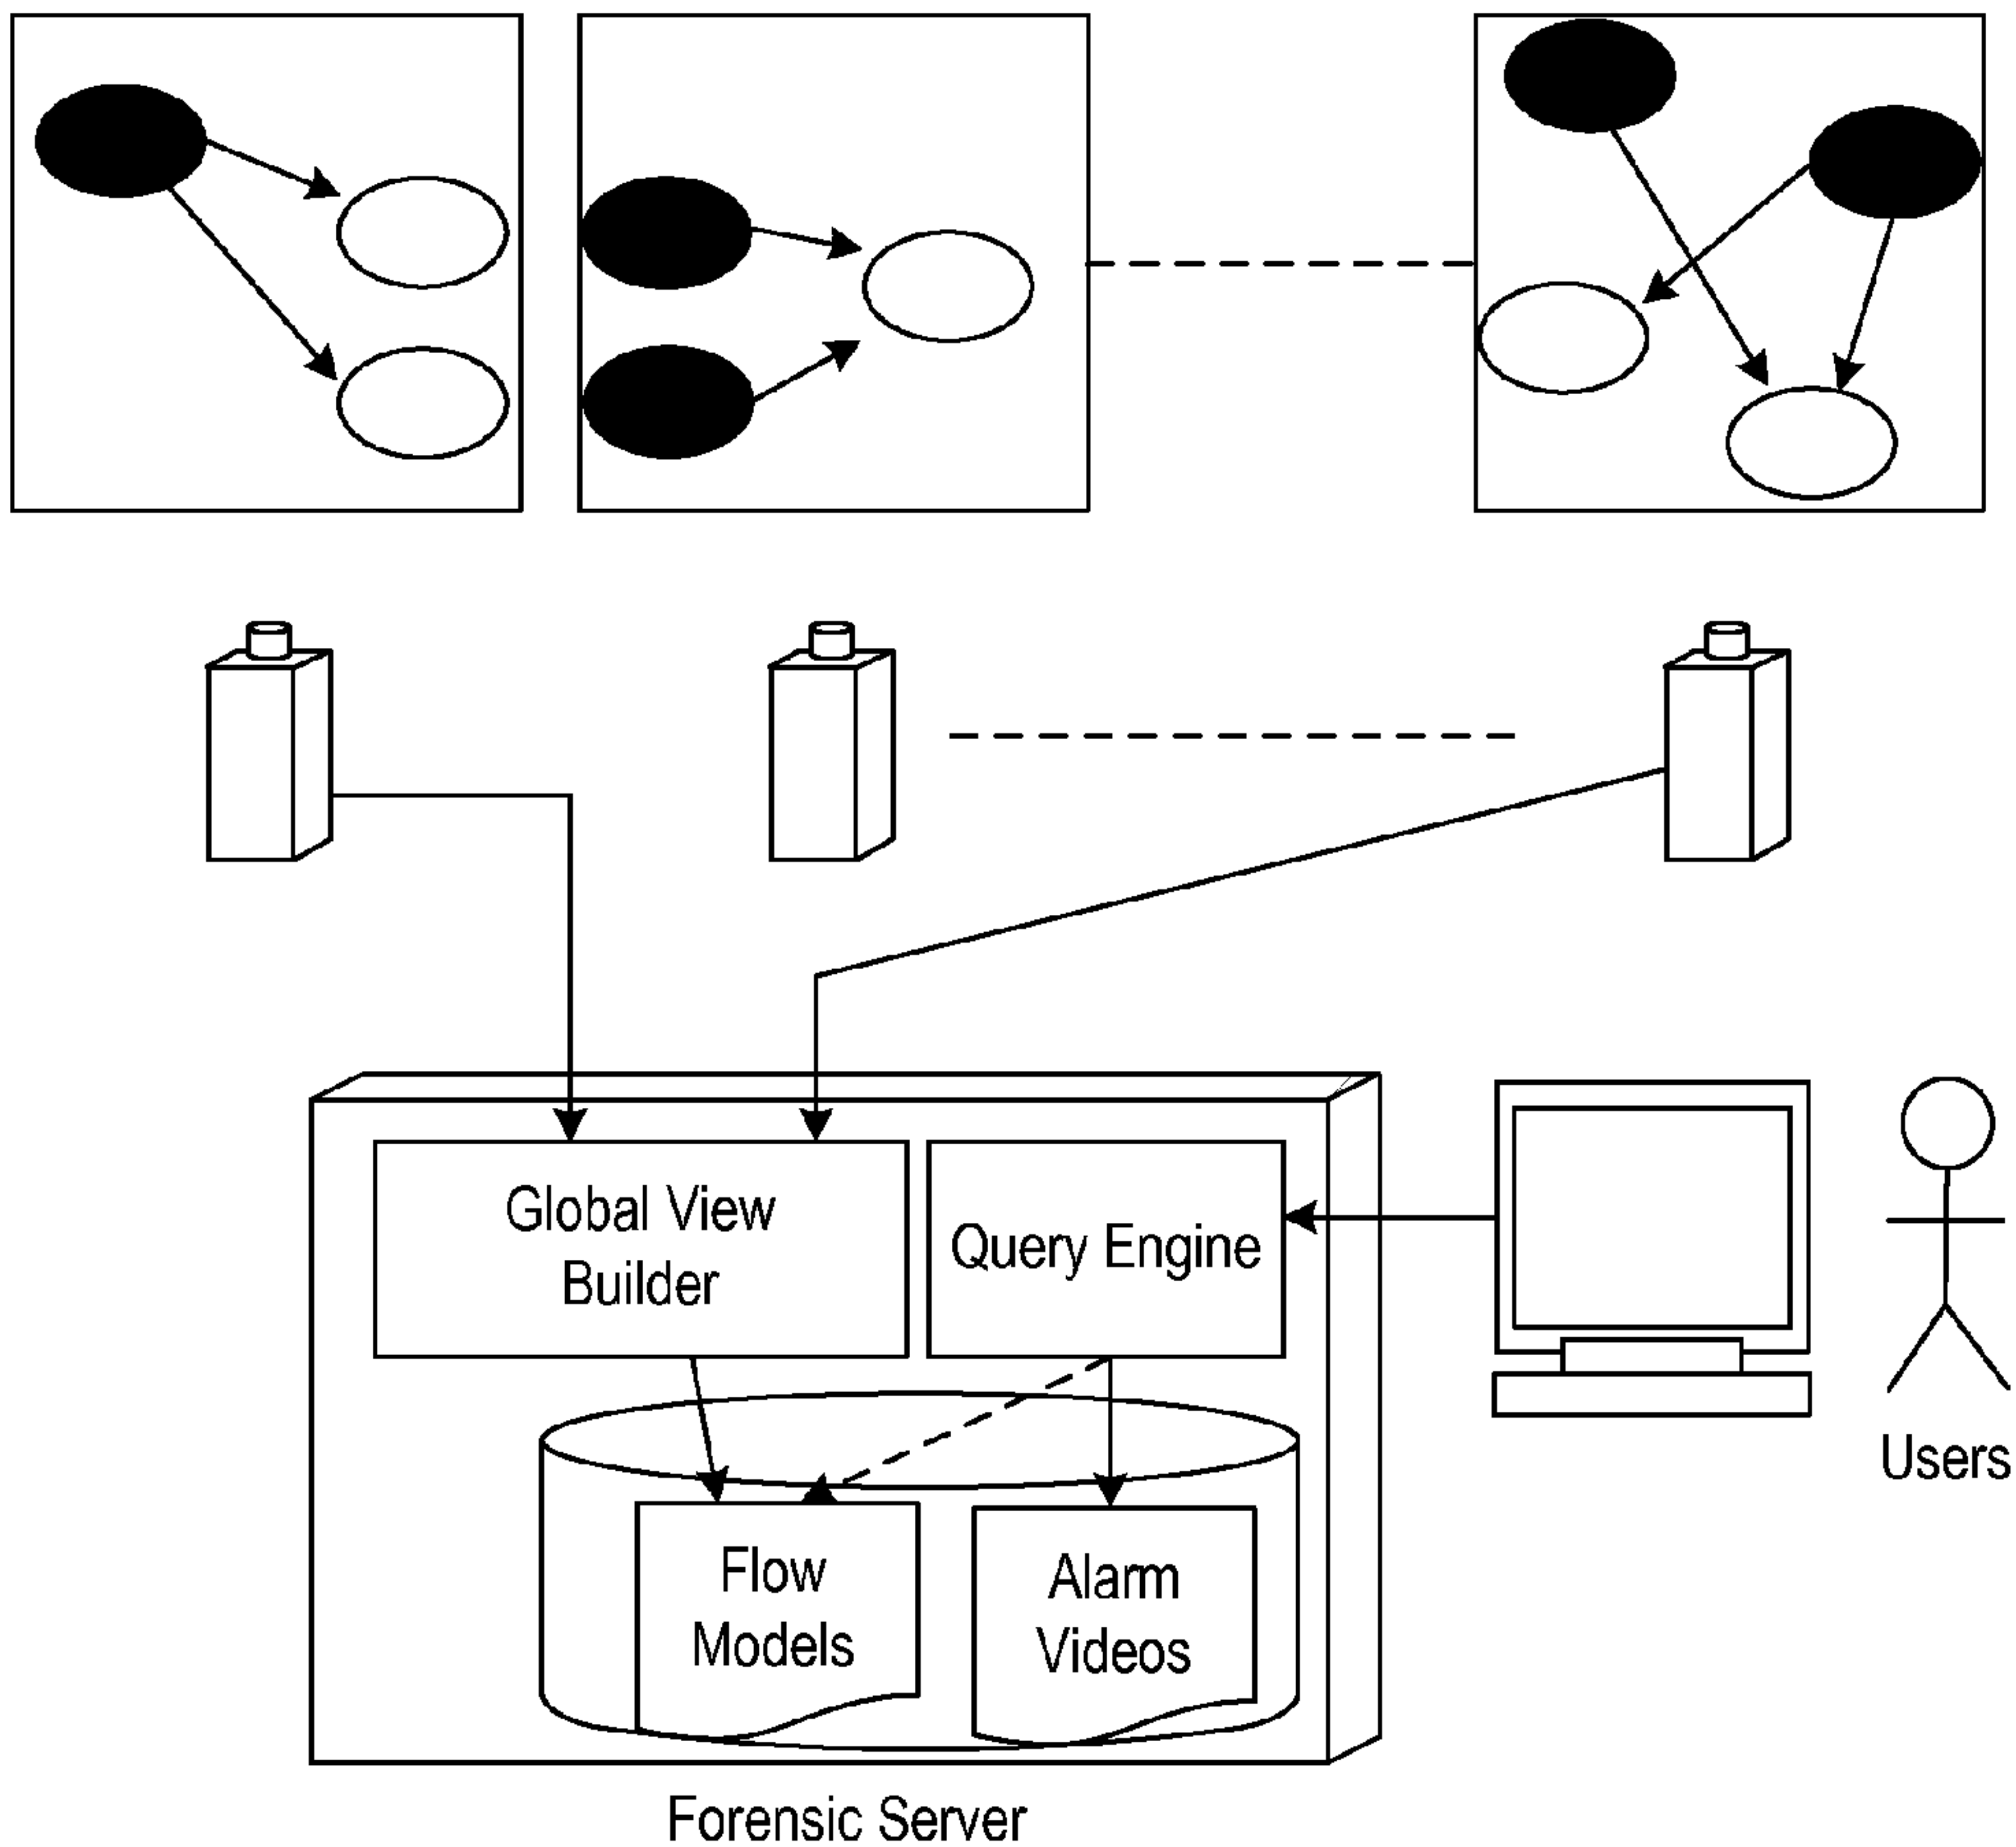 Global View
Builder
Query Engine
Users
Flow
Models
Alarm
Videos
Forensic Server